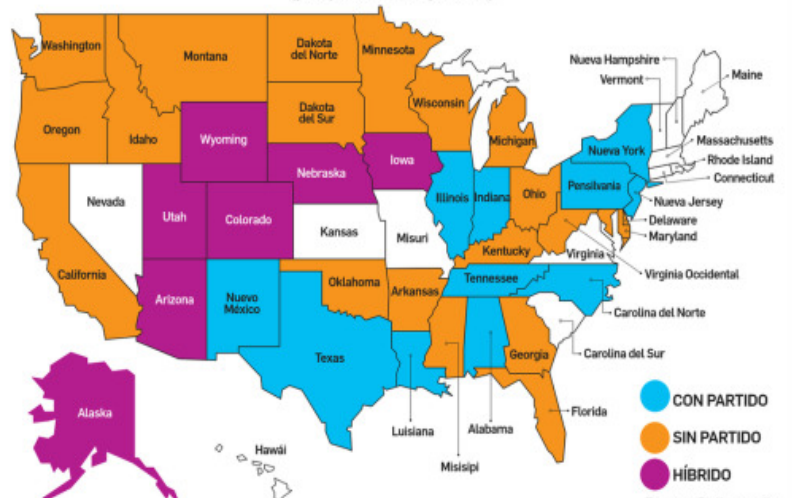 Washington
Montana
Dakota
del Norte
Minnesota
Nueva Hampshire
Vermont
Maine
Oregon
Idaho
Wyoming
Dakota
del Sur
Wisconsin
Michigan
Nueva York
Massachusetts
Rhode Island
Connecticut
Nebraska
Iowa
Nevada
Utah
Colorado
Kansas
Misuri
Illinois
Indiana
Ohio
Pensilvania
Nueva Jersey
Delaware
Maryland
California
Arizona
Nuevo
México
Oklahoma
Arkansas
Kentucky
Tennessee
Virginia
Virginia Occidental
Carolina del Norte
Carolina del Sur
Texas
Georgia
Alaska
Hawái
Luisiana
Misisipi
Alabama
Florida
CON PARTIDO
SIN PARTIDO
HÍBRIDO